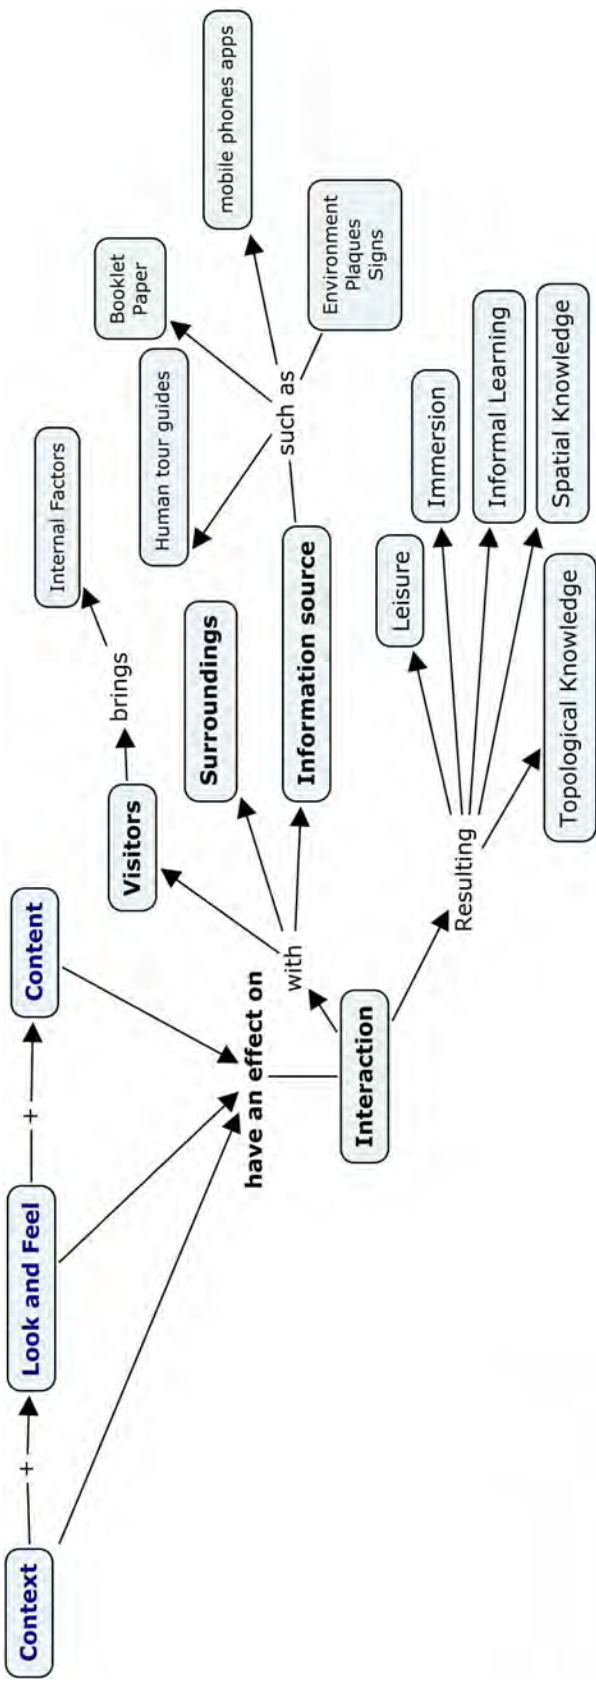 Context
+
Look and Feel
+
Content
have an effect on
Interaction
with
Visitors
brings
Internal Factors
Surroundings
Information source
such as
Human tour guides
Booklet
Paper
mobile phones apps
Environment
Plaques
Signs
Resulting
Leisure
Immersion
Informal Learning
Spatial Knowledge
Topological Knowledge